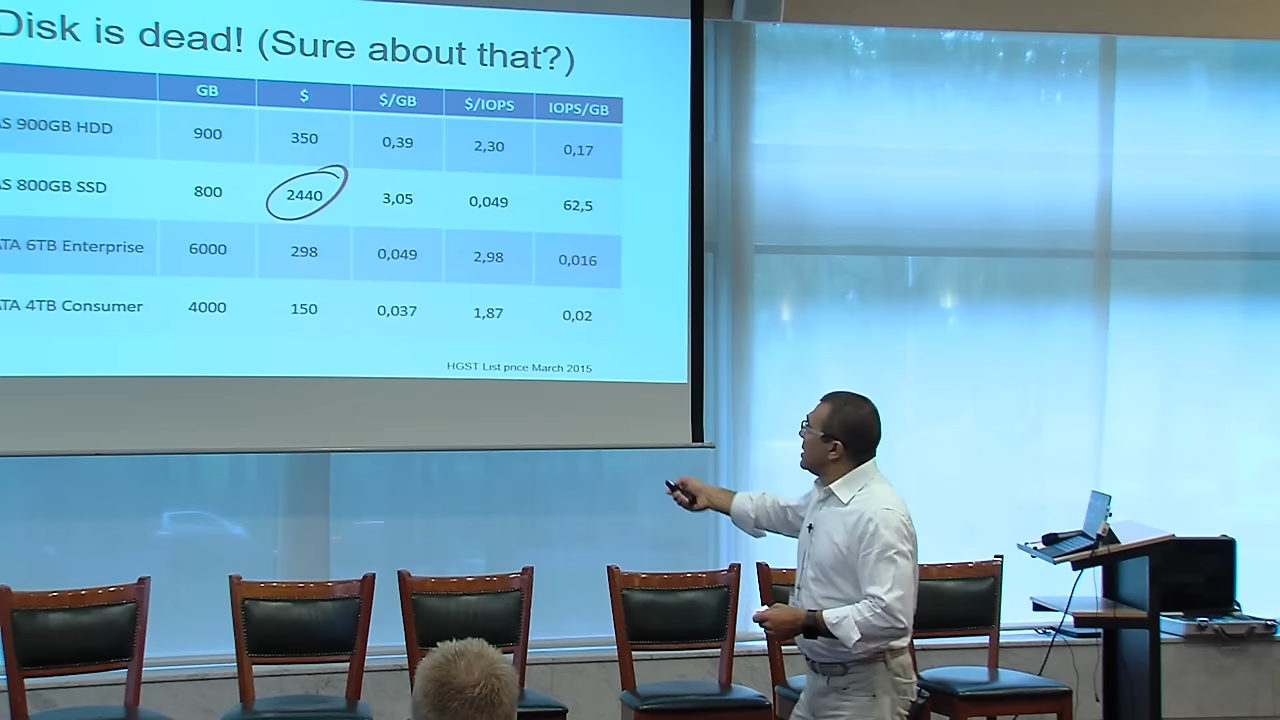 Disk is dead! (Sure about that?)
GB $ $/GB $/IOPS IOPS/GB
AS 900GB HDD 900 350 0,39 2,30 0,17
AS 800GB SSD 800 2440 3,05 0,049 62,5
ATA 6TB Enterprise 6000 298 0,049 2,98 0,016
ATA 4TB Consumer 4000 150 0,037 1,87 0,02
HGST List price March 2015